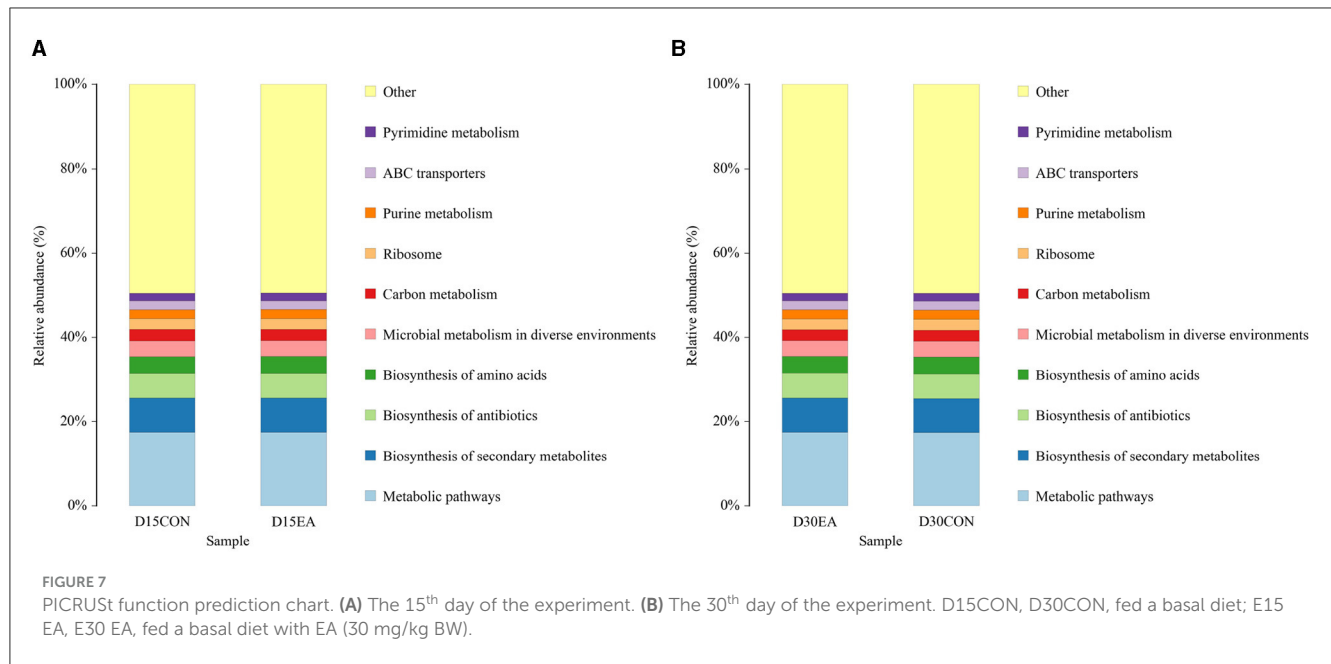 A
100%
80%
60%
40%
20%
0%
Relative abundance (%)
D15CON D15EA
Sample
Other
Pyrimidine metabolism
ABC transporters
Purine metabolism
Ribosome
Carbon metabolism
Microbial metabolism in diverse environments
Biosynthesis of amino acids
Biosynthesis of antibiotics
Biosynthesis of secondary metabolites
Metabolic pathways
B
100%
80%
60%
40%
20%
0%
Relative abundance (%)
D30EA D30CON
Sample
Other
Pyrimidine metabolism
ABC transporters
Purine metabolism
Ribosome
Carbon metabolism
Microbial metabolism in diverse environments
Biosynthesis of amino acids
Biosynthesis of antibiotics
Biosynthesis of secondary metabolites
Metabolic pathways
FIGURE 7
PICRUSt function prediction chart. (A) The 15th day of the experiment. (B) The 30th day of the experiment. D15CON, D30CON, fed a basal diet; E15
EA, E30 EA, fed a basal diet with EA (30 mg/kg BW).